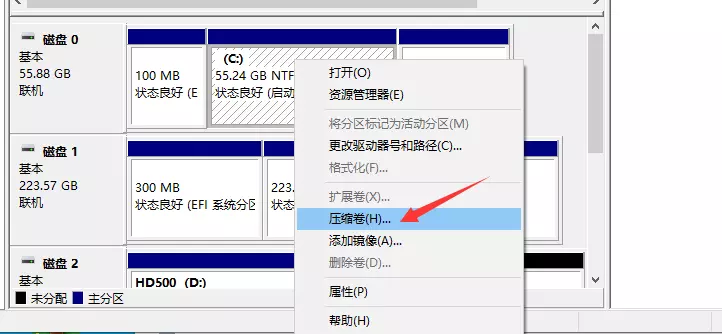 磁盘 0
基本
55.88 GB
联机
100 MB
状态良好 (E
(C:)
55.24 GB NTF
状态良好 (启动
磁盘 1
基本
223.57 GB
联机
300 MB
状态良好 (EFI 系统分区
223.
状态
磁盘 2
基本
HD500  (D:)
未分配
主分区
打开(O)
资源管理器(E)
将分区标记为活动分区(M)
更改驱动器号和路径(C)...
格式化(F)...
扩展卷(X)...
压缩卷(H)...
添加镜像(A)...
删除卷(D)...
属性(P)
帮助(H)